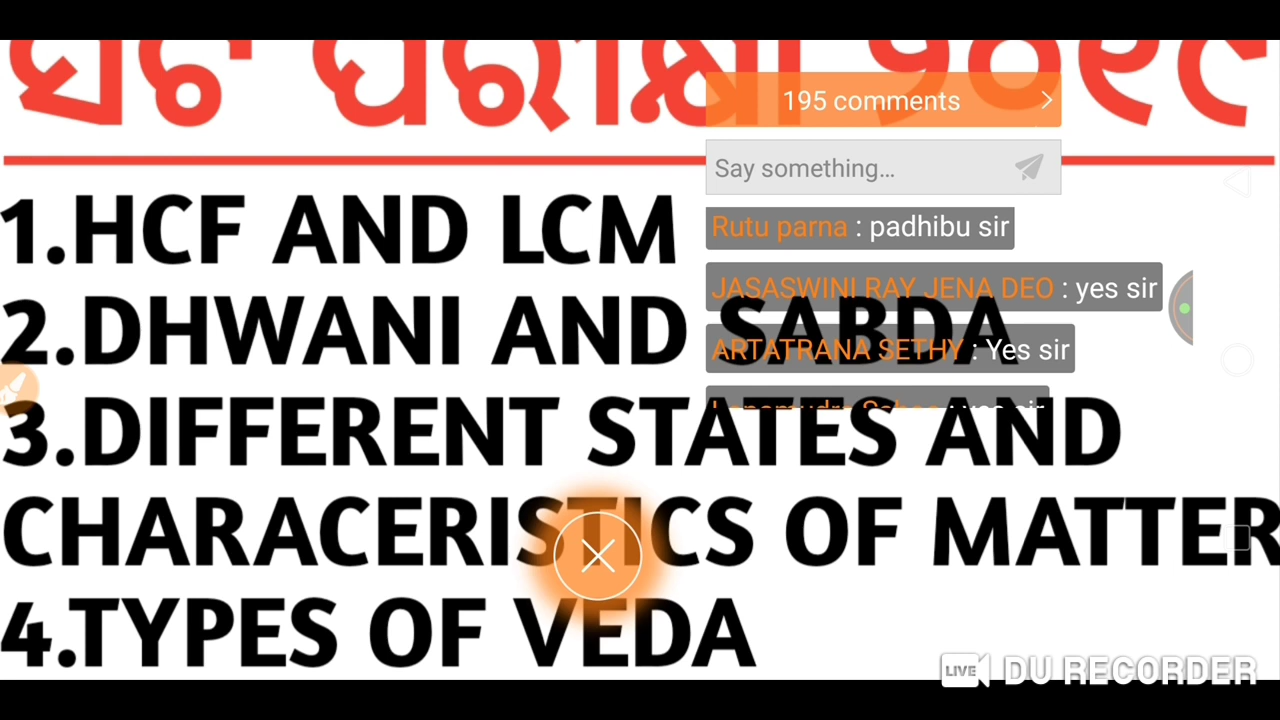 ସିଟି ପରୀକ୍ଷା ୨୦୧୯
195 comments
Say something...
1.HCF AND LCM
Rutu parna : padhibu sir
JASASWINI RAY JENA DEO : yes sir
2.DHWANI AND SABDA
ARTATRANA SETHY : Yes sir
3.DIFFERENT STATES AND
CHARACERISTICS OF MATTER
4.TYPES OF VEDA
LIVE DU RECORDER